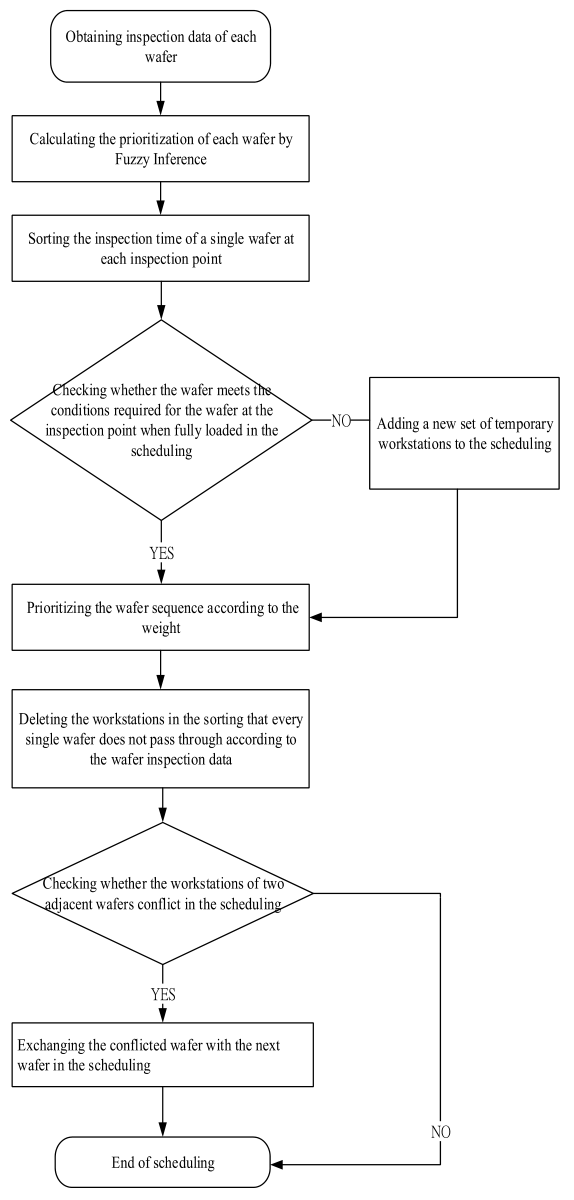 Obtaining inspection data of each
wafer
Calculating the prioritization of each wafer by
Fuzzy Inference
Sorting the inspection time of a single wafer at
each inspection point
Checking whether the wafer meets the
conditions required for the wafer at the
inspection point when fully loaded in the
scheduling
NO
Adding a new set of temporary
workstations to the scheduling
YES
Prioritizing the wafer sequence according to the
weight
Deleting the workstations in the sorting that every
single wafer does not pass through according to
the wafer inspection data
Checking whether the workstations of two
adjacent wafers conflict in the scheduling
YES
Exchanging the conflicted wafer with the next
wafer in the scheduling
NO
End of scheduling